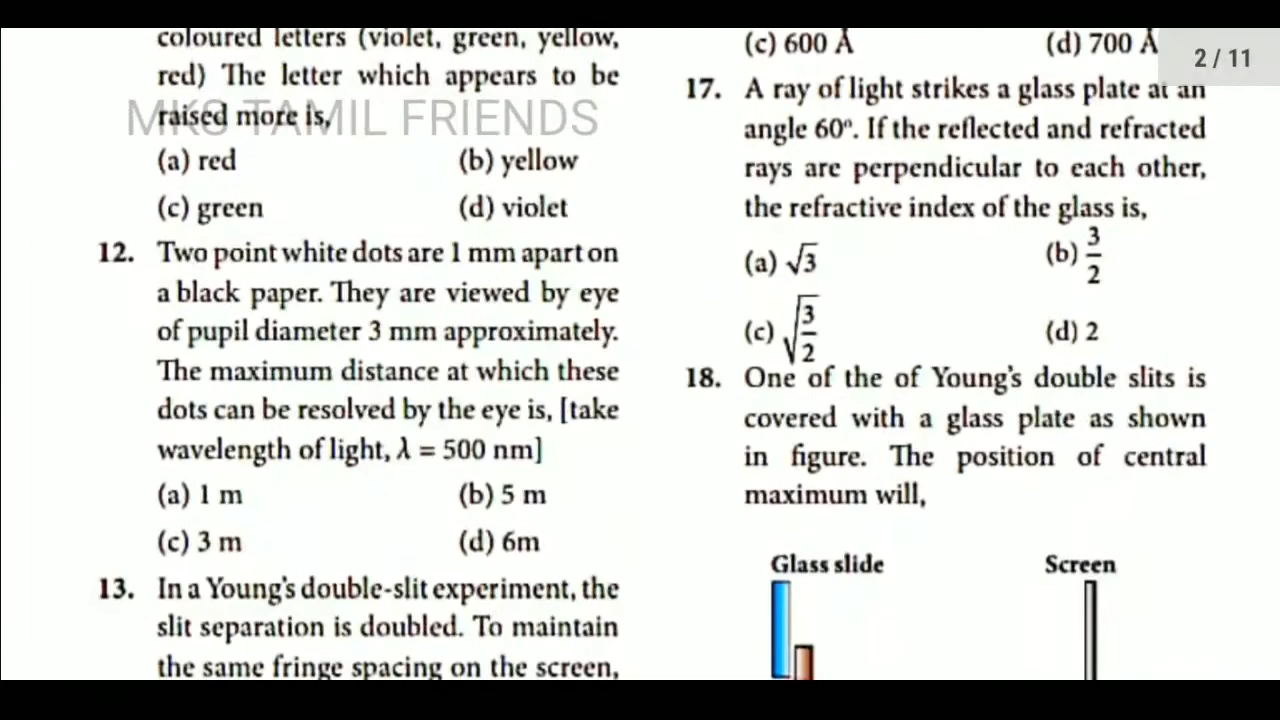 coloured letters (violet, green, yellow,
red) The letter which appears to be
raised more is,
MKS TAMIL FRIENDS
(a) red (b) yellow
(c) green (d) violet
12. Two point white dots are 1 mm apart on
a black paper. They are viewed by eye
of pupil diameter 3 mm approximately.
The maximum distance at which these
dots can be resolved by the eye is, [take
wavelength of light, λ = 500 nm]
(a) 1 m (b) 5 m
(c) 3 m (d) 6m
13. In a Young's double-slit experiment, the
slit separation is doubled. To maintain
the same fringe spacing on the screen,
(c) 600 Å (d) 700 Å
2 / 11
17. A ray of light strikes a glass plate at an
angle 60º. If the reflected and refracted
rays are perpendicular to each other,
the refractive index of the glass is,
(a) √3 (b) 3/2
(c) √(3/2) (d) 2
18. One of the of Young's double slits is
covered with a glass plate as shown
in figure. The position of central
maximum will,
Glass slide Screen